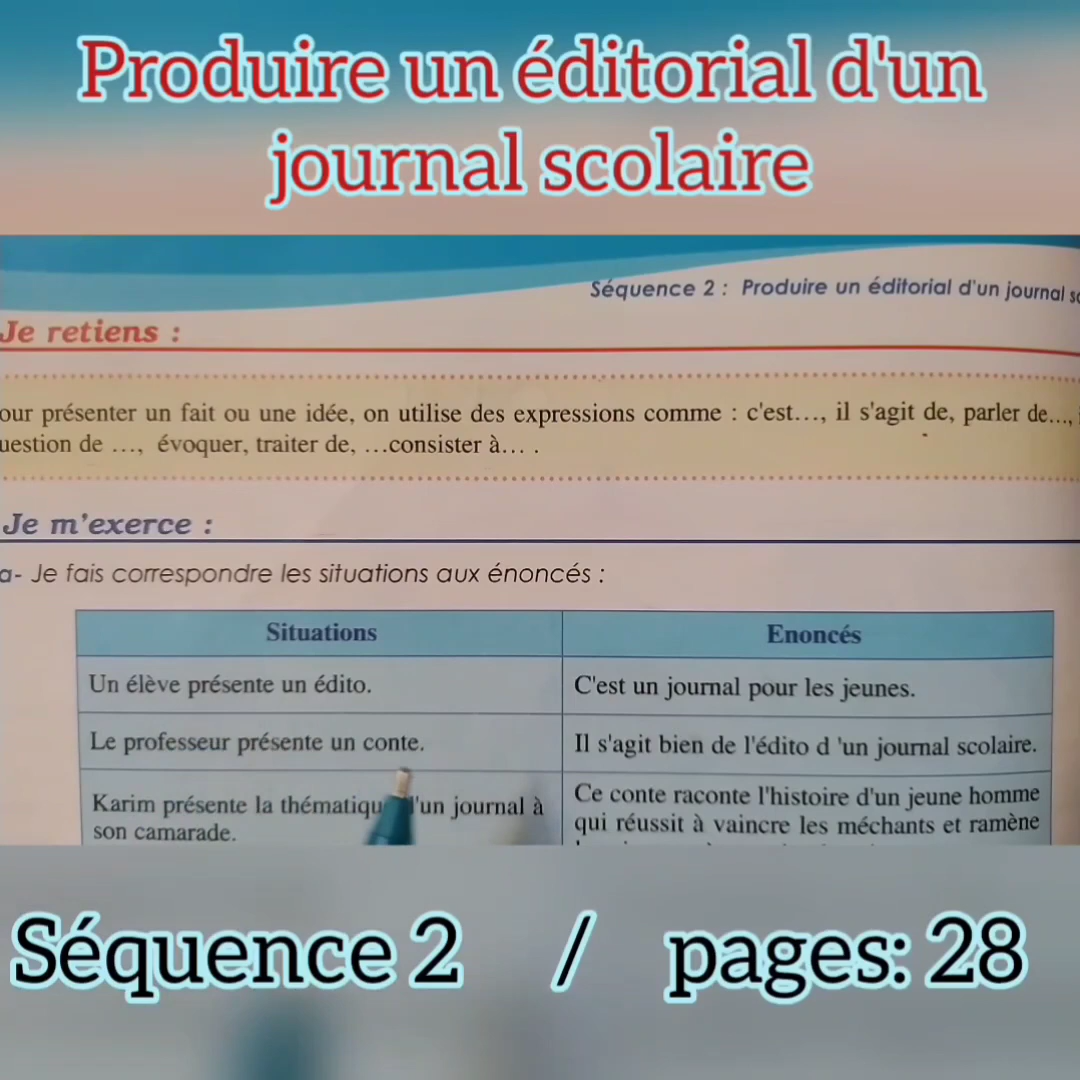 Produire un éditorial d'un
journal scolaire
Séquence 2 : Produire un éditorial d'un journal
Je retiens :
our présenter un fait ou une idée, on utilise des expressions comme : c'est..., il s'agit de, parler de...,
uestion de ..., évoquer, traiter de, ...consister à... .
Je m'exerce :
a- Je fais correspondre les situations aux énoncés :
Situations
Enoncés
Un élève présente un édito.
C'est un journal pour les jeunes.
Le professeur présente un conte.
Il s'agit bien de l'édito d 'un journal scolaire.
Karim présente la thématiqu 'un journal à
son camarade.
Ce conte raconte l'histoire d'un jeune homme
qui réussit à vaincre les méchants et ramène
Séquence 2 / pages: 28